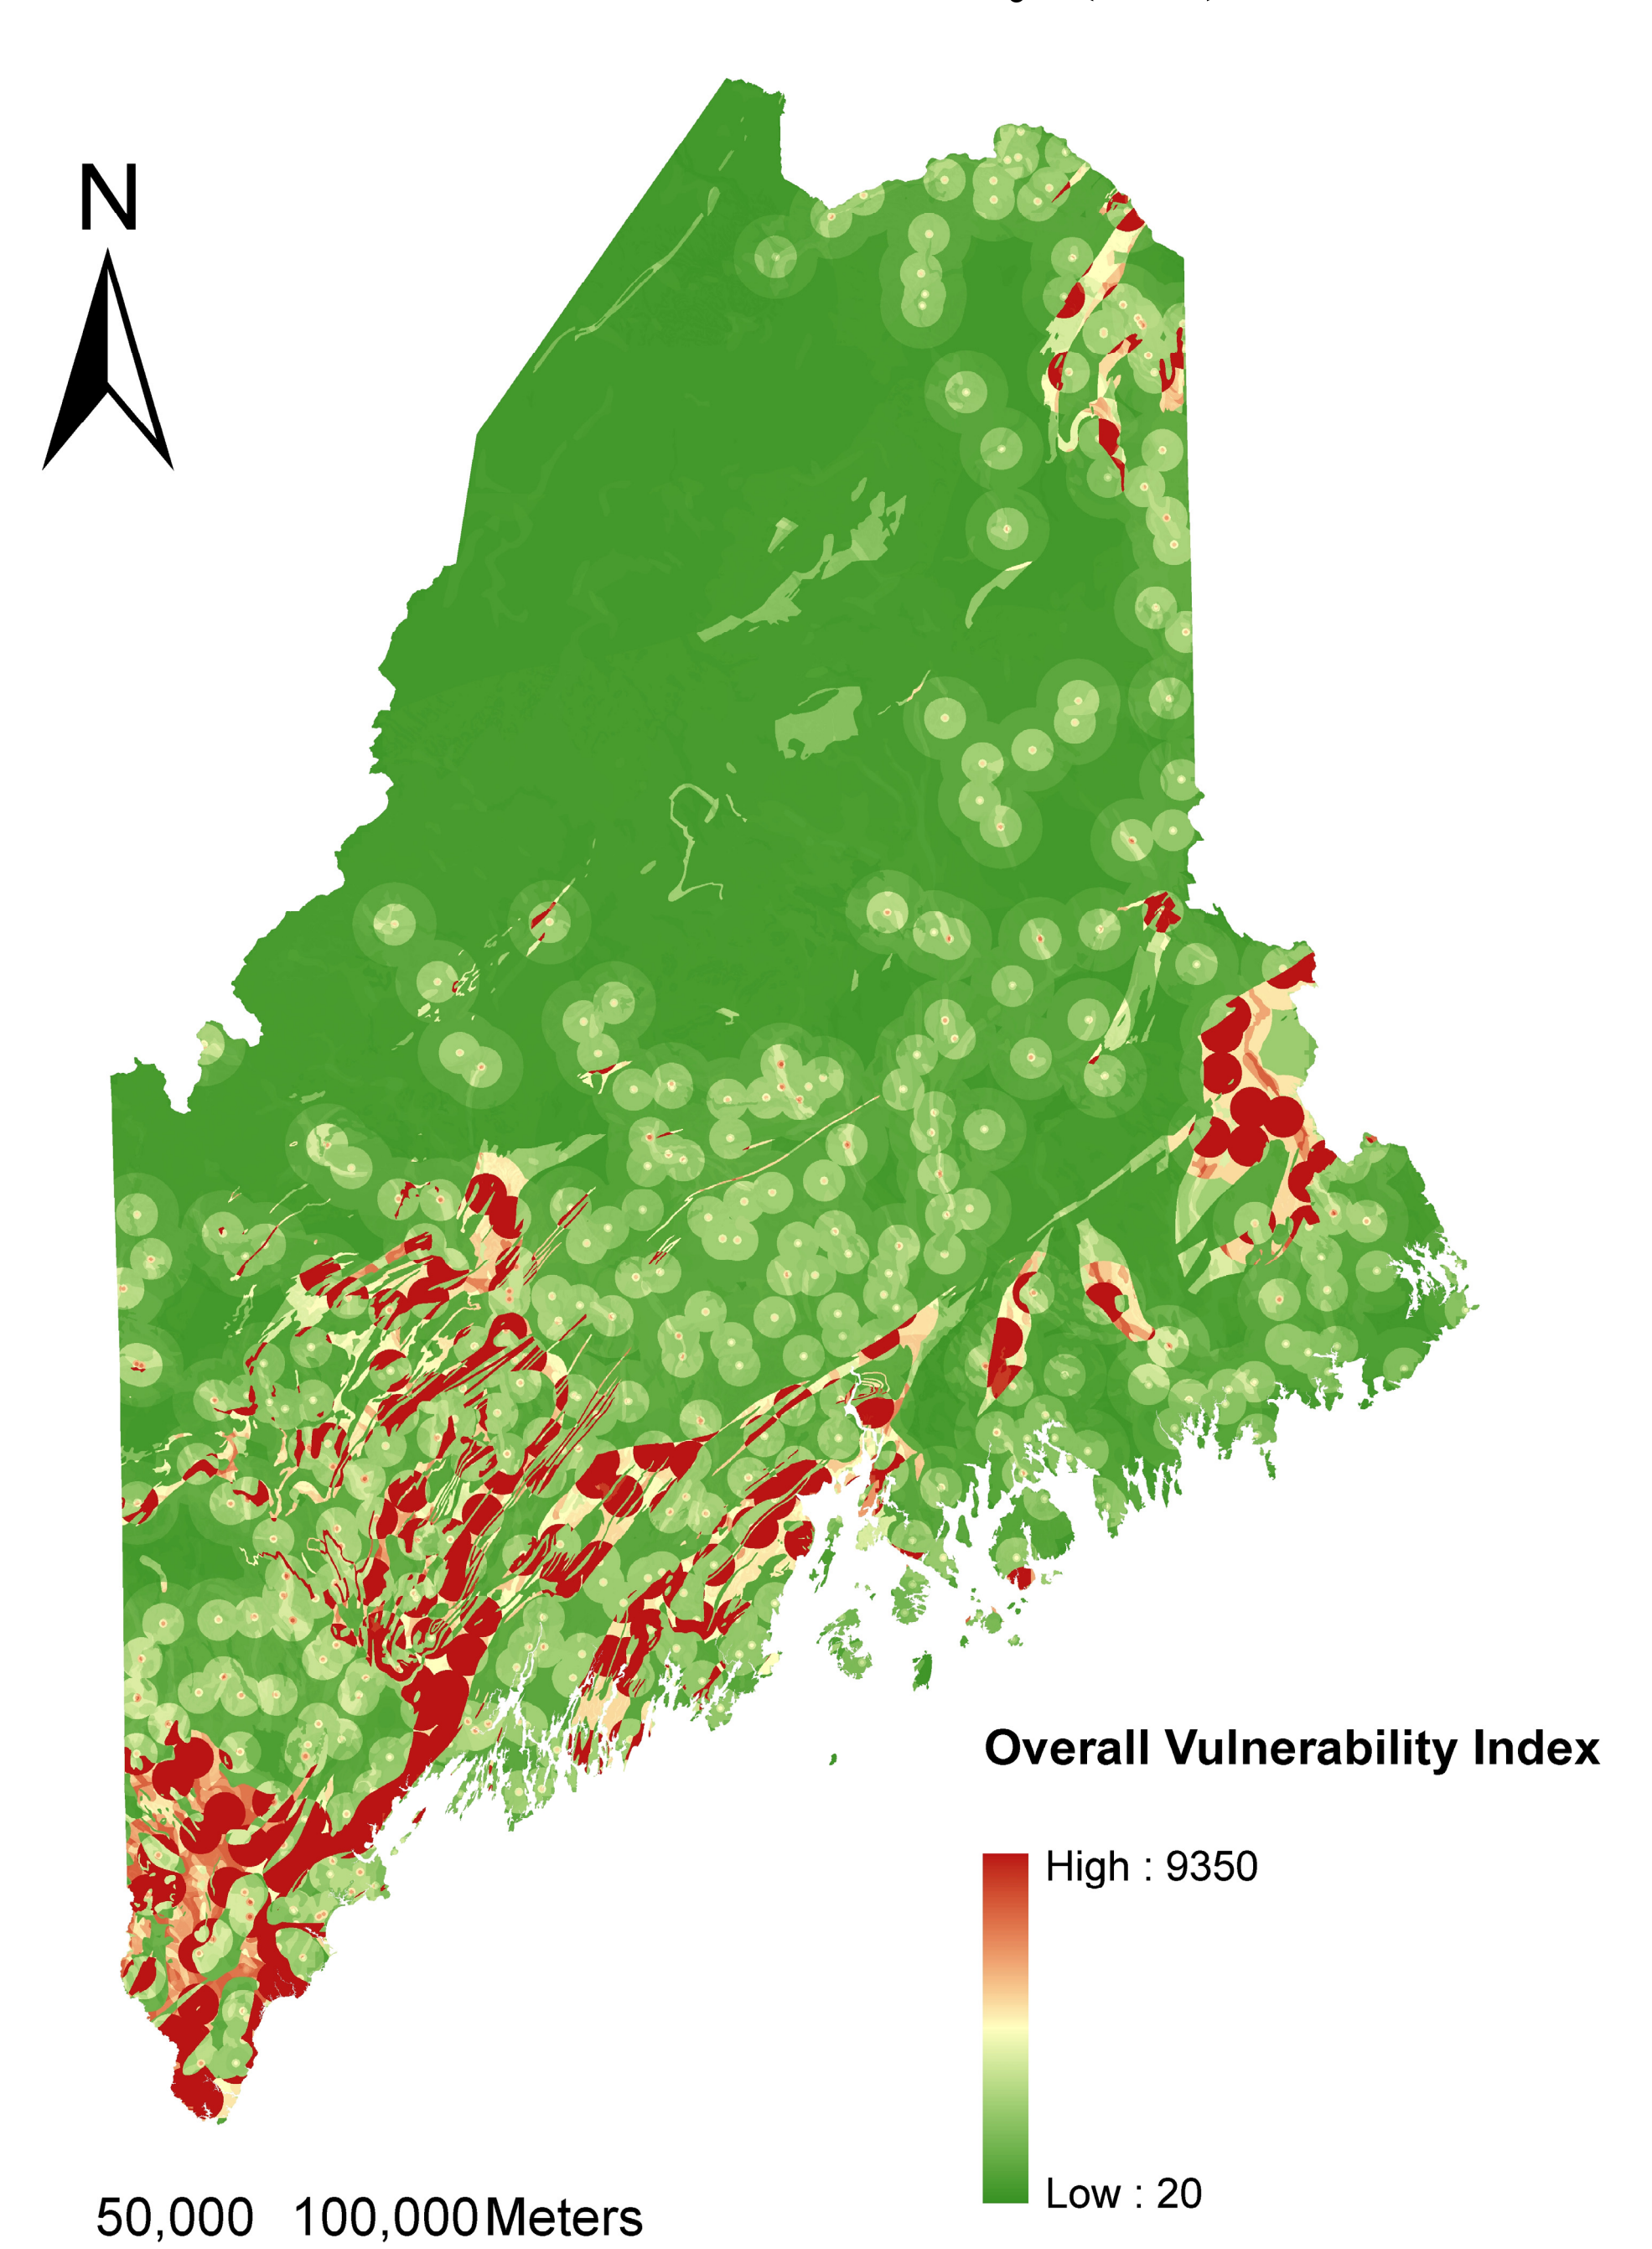 N
Overall Vulnerability Index
High : 9350
Low : 20
50,000 100,000 Meters